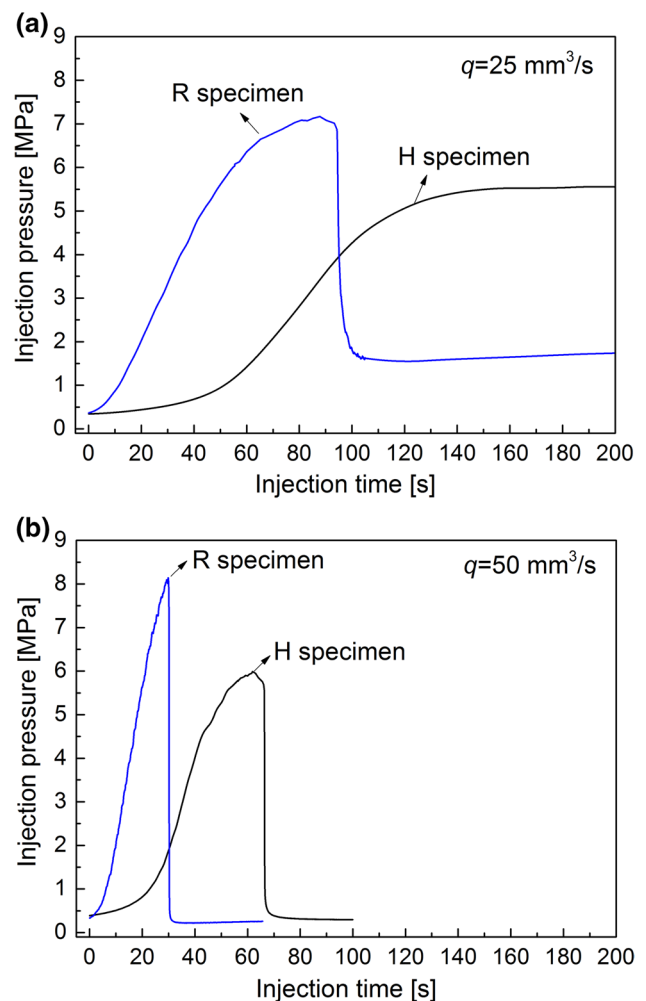 (a)
q=25 mm³/s
R specimen
H specimen
9
8
7
6
5
4
3
2
1
0
Injection pressure [MPa]
0 20 40 60 80 100 120 140 160 180 200
Injection time [s]
(b)
q=50 mm³/s
R specimen
H specimen
9
8
7
6
5
4
3
2
1
0
Injection pressure [MPa]
0 20 40 60 80 100 120 140 160 180 200
Injection time [s]